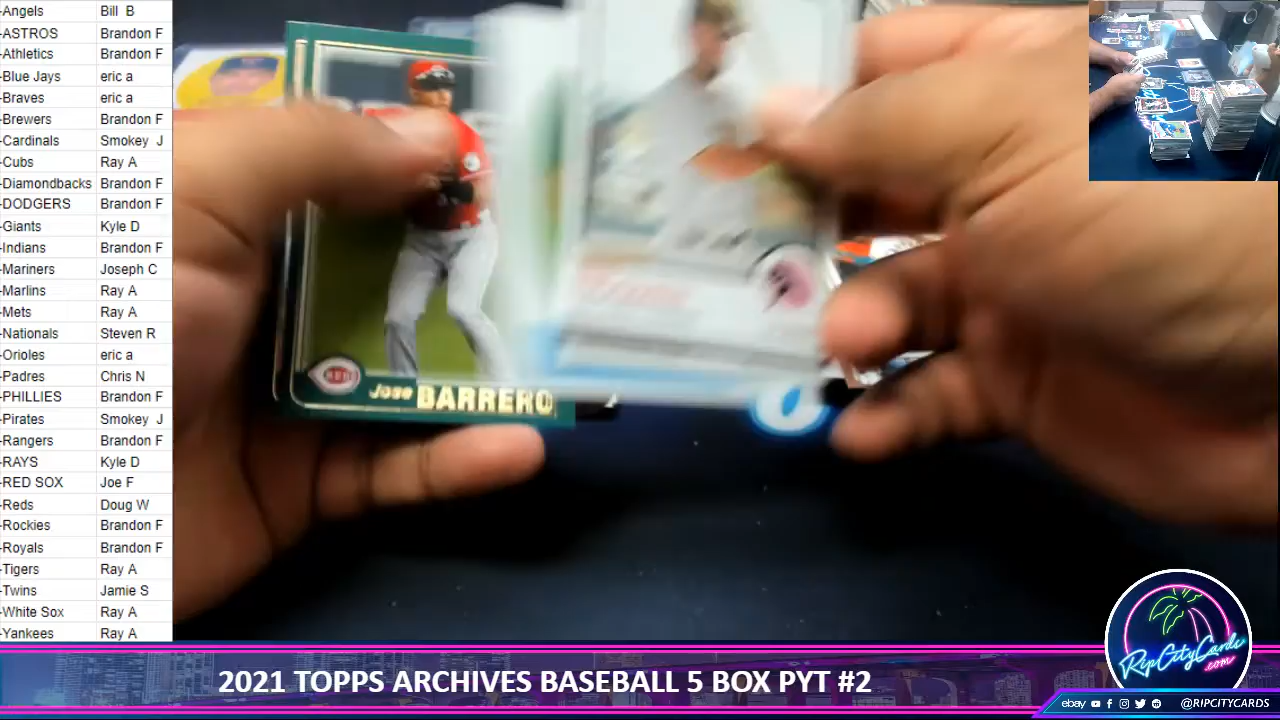 -Angels Bill B
-ASTROS Brandon F
-Athletics Brandon F
-Blue Jays eric a
-Braves eric a
-Brewers Brandon F
-Cardinals Smokey J
-Cubs Ray A
-Diamondbacks Brandon F
-DODGERS Brandon F
-Giants Kyle D
-Indians Brandon F
-Mariners Joseph C
-Marlins Ray A
-Mets Ray A
-Nationals Steven R
-Orioles eric a
-Padres Chris N
-PHILLIES Brandon F
-Pirates Smokey J
-Rangers Brandon F
-RAYS Kyle D
-RED SOX Joe F
-Reds Doug W
-Rockies Brandon F
-Royals Brandon F
-Tigers Ray A
-Twins Jamie S
-White Sox Ray A
-Yankees Ray A
Jose BARRERO
REDS
2021 TOPPS ARCHIVES BASEBALL 5 BOX PYT #2
RipCityCards
.com
ebay @RIPCITYCARDS